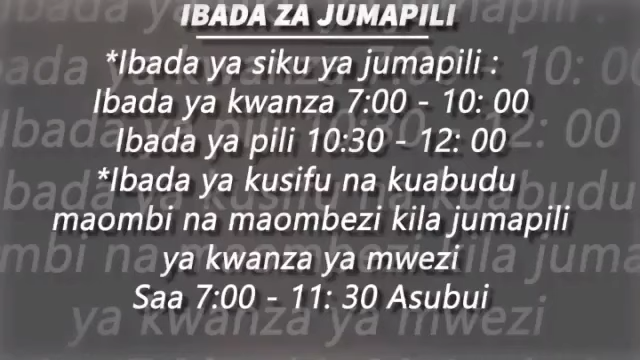 IBADA ZA JUMAPILI
*Ibada ya siku ya jumapili :
Ibada ya kwanza 7:00 - 10: 00
Ibada ya pili 10:30 - 12: 00
*Ibada ya kusifu na kuabudu
maombi na maombezi kila jumapili
ya kwanza ya mwezi
Saa 7:00 - 11: 30 Asubui